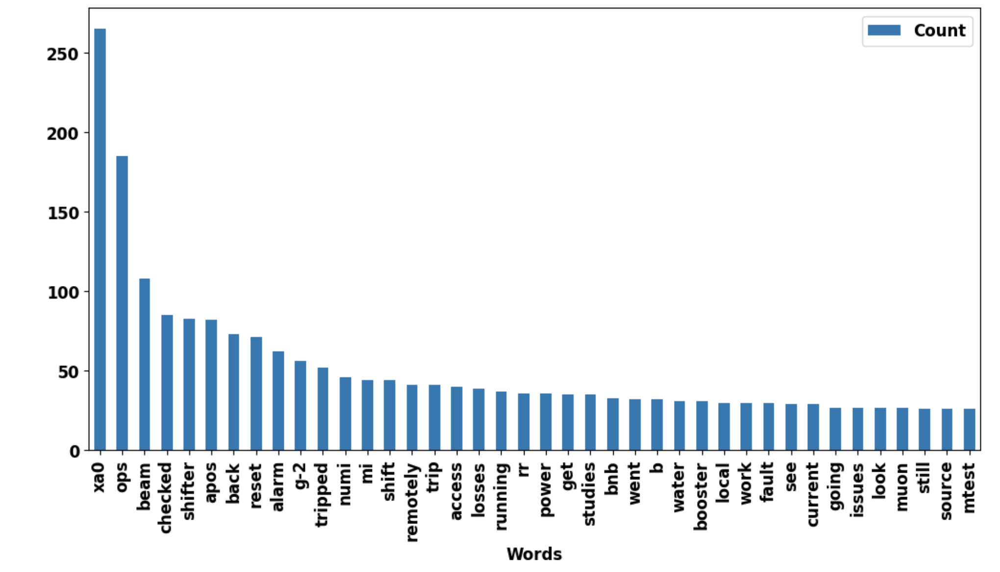 Count
250
200
150
100
50
0
xa0
ops
beam
checked
shifter
apos
back
reset
alarm
g-2
tripped
numi
mi
shift
remotely
trip
access
losses
running
rr
power
get
studies
bnb
went
b
water
booster
local
work
fault
see
current
going
issues
look
muon
still
source
mtest
Words